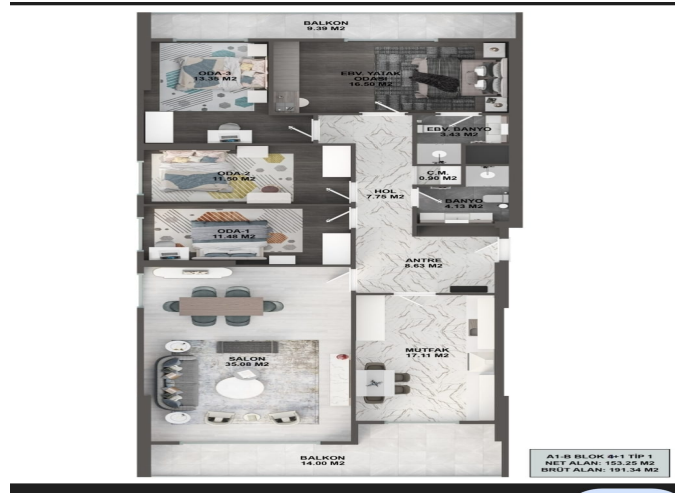 BALKON
9.39 M2
ODA-3
13.35 M2
EBV. YATAK
ODASI
16.50 M2
EBV. BANYO
3.43 M2
ODA-2
11.50 M2
Ç.M.
0.90 M2
HOL
7.75 M2
BANYO
4.13 M2
ODA-1
11.48 M2
ANTRE
8.63 M2
MUTFAK
17.11 M2
SALON
35.08 M2
BALKON
14.00 M2
A1-B BLOK 4+1 TİP 1
NET ALAN: 153.25 M2
BRÜT ALAN: 191.34 M2